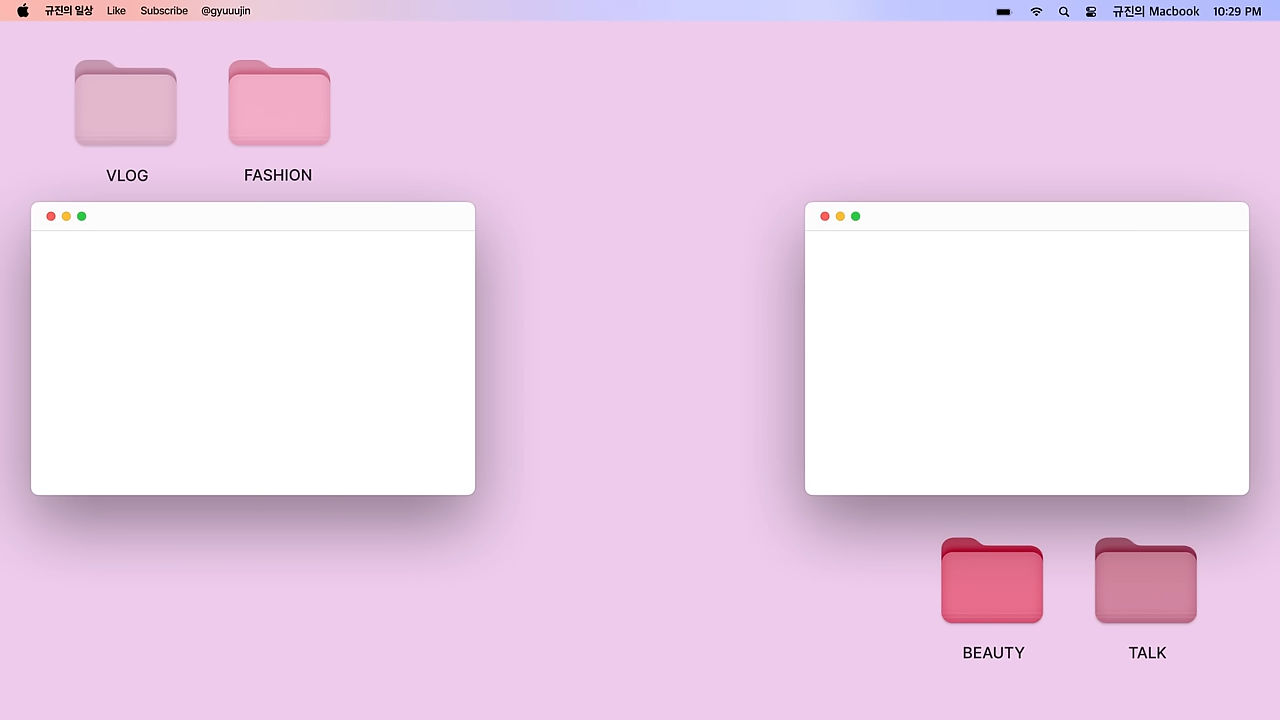 규진의 일상 Like Subscribe @gyuuujin 규진의 Macbook 10:29 PM
VLOG FASHION
BEAUTY TALK